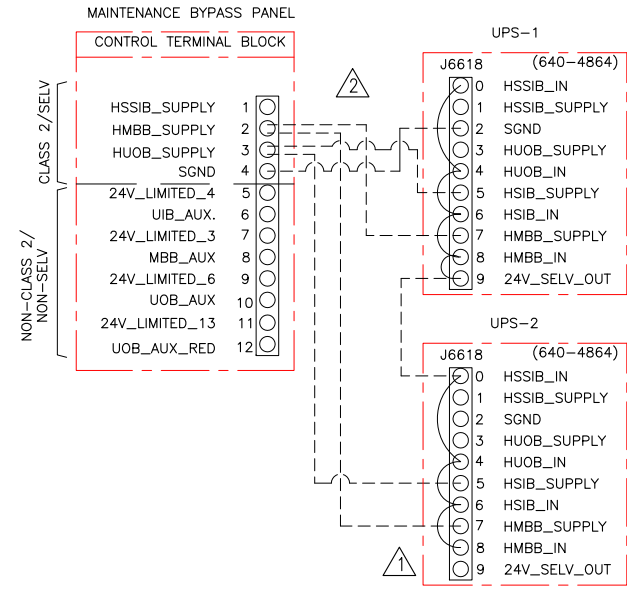 MAINTENANCE BYPASS PANEL
CONTROL TERMINAL BLOCK
CLASS 2/SELV
HSSIB_SUPPLY 1
HMBB_SUPPLY 2
HUOB_SUPPLY 3
SGND 4
NON-CLASS 2/
NON-SELV
24V_LIMITED_4 5
UIB_AUX. 6
24V_LIMITED_3 7
MBB_AUX 8
24V_LIMITED_6 9
UOB_AUX 10
24V_LIMITED_13 11
UOB_AUX_RED 12
2
UPS-1
J6618 (640-4864)
0 HSSIB_IN
1 HSSIB_SUPPLY
2 SGND
3 HUOB_SUPPLY
4 HUOB_IN
5 HSIB_SUPPLY
6 HSIB_IN
7 HMBB_SUPPLY
8 HMBB_IN
9 24V_SELV_OUT
UPS-2
J6618 (640-4864)
0 HSSIB_IN
1 HSSIB_SUPPLY
2 SGND
3 HUOB_SUPPLY
4 HUOB_IN
5 HSIB_SUPPLY
6 HSIB_IN
7 HMBB_SUPPLY
8 HMBB_IN
9 24V_SELV_OUT
1